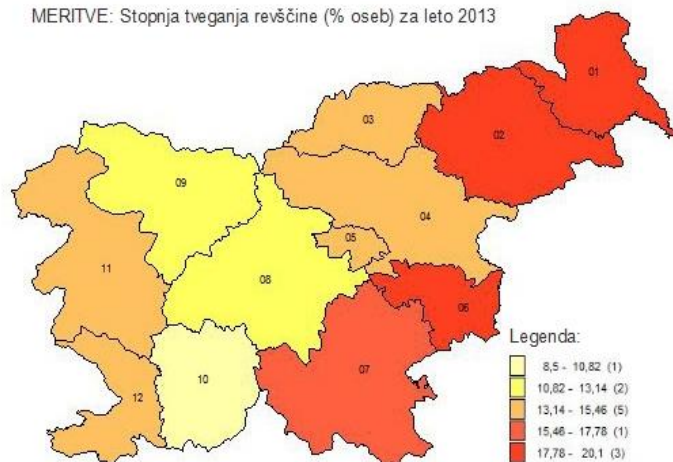 MERITVE: Stopnja tveganja revščine (% oseb) za leto 2013
01
02
03
04
05
06
07
08
09
10
11
12
Legenda:
8,5 - 10,82 (1)
10,82 - 13,14 (2)
13,14 - 15,46 (5)
15,46 - 17,78 (1)
17,78 - 20,1 (3)